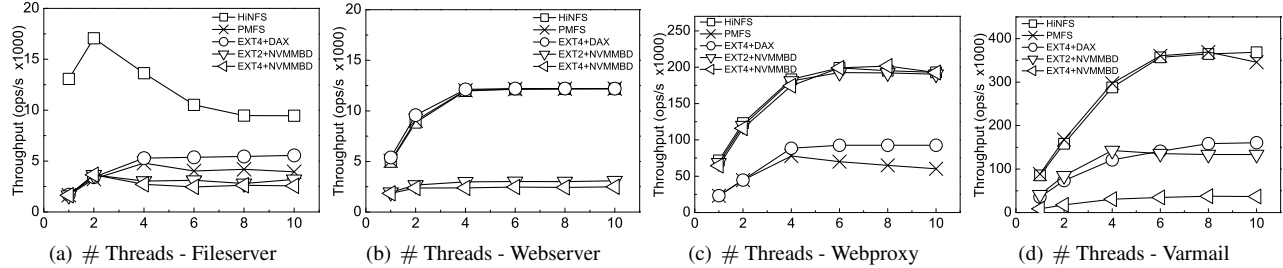 Throughput (ops/s x1000)
20
15
10
5
0
HiNFS
PMFS
EXT4+DAX
EXT2+NVMMBD
EXT4+NVMMBD
0 2 4 6 8 10
(a) # Threads - Fileserver
Throughput (ops/s x1000)
20
15
10
5
0
HiNFS
PMFS
EXT4+DAX
EXT2+NVMMBD
EXT4+NVMMBD
0 2 4 6 8 10
(b) # Threads - Webserver
Throughput (ops/s x1000)
250
200
150
100
50
0
HiNFS
PMFS
EXT4+DAX
EXT2+NVMMBD
EXT4+NVMMBD
0 2 4 6 8 10
(c) # Threads - Webproxy
Throughput (ops/s x1000)
400
300
200
100
0
HiNFS
PMFS
EXT4+DAX
EXT2+NVMMBD
EXT4+NVMMBD
0 2 4 6 8 10
(d) # Threads - Varmail